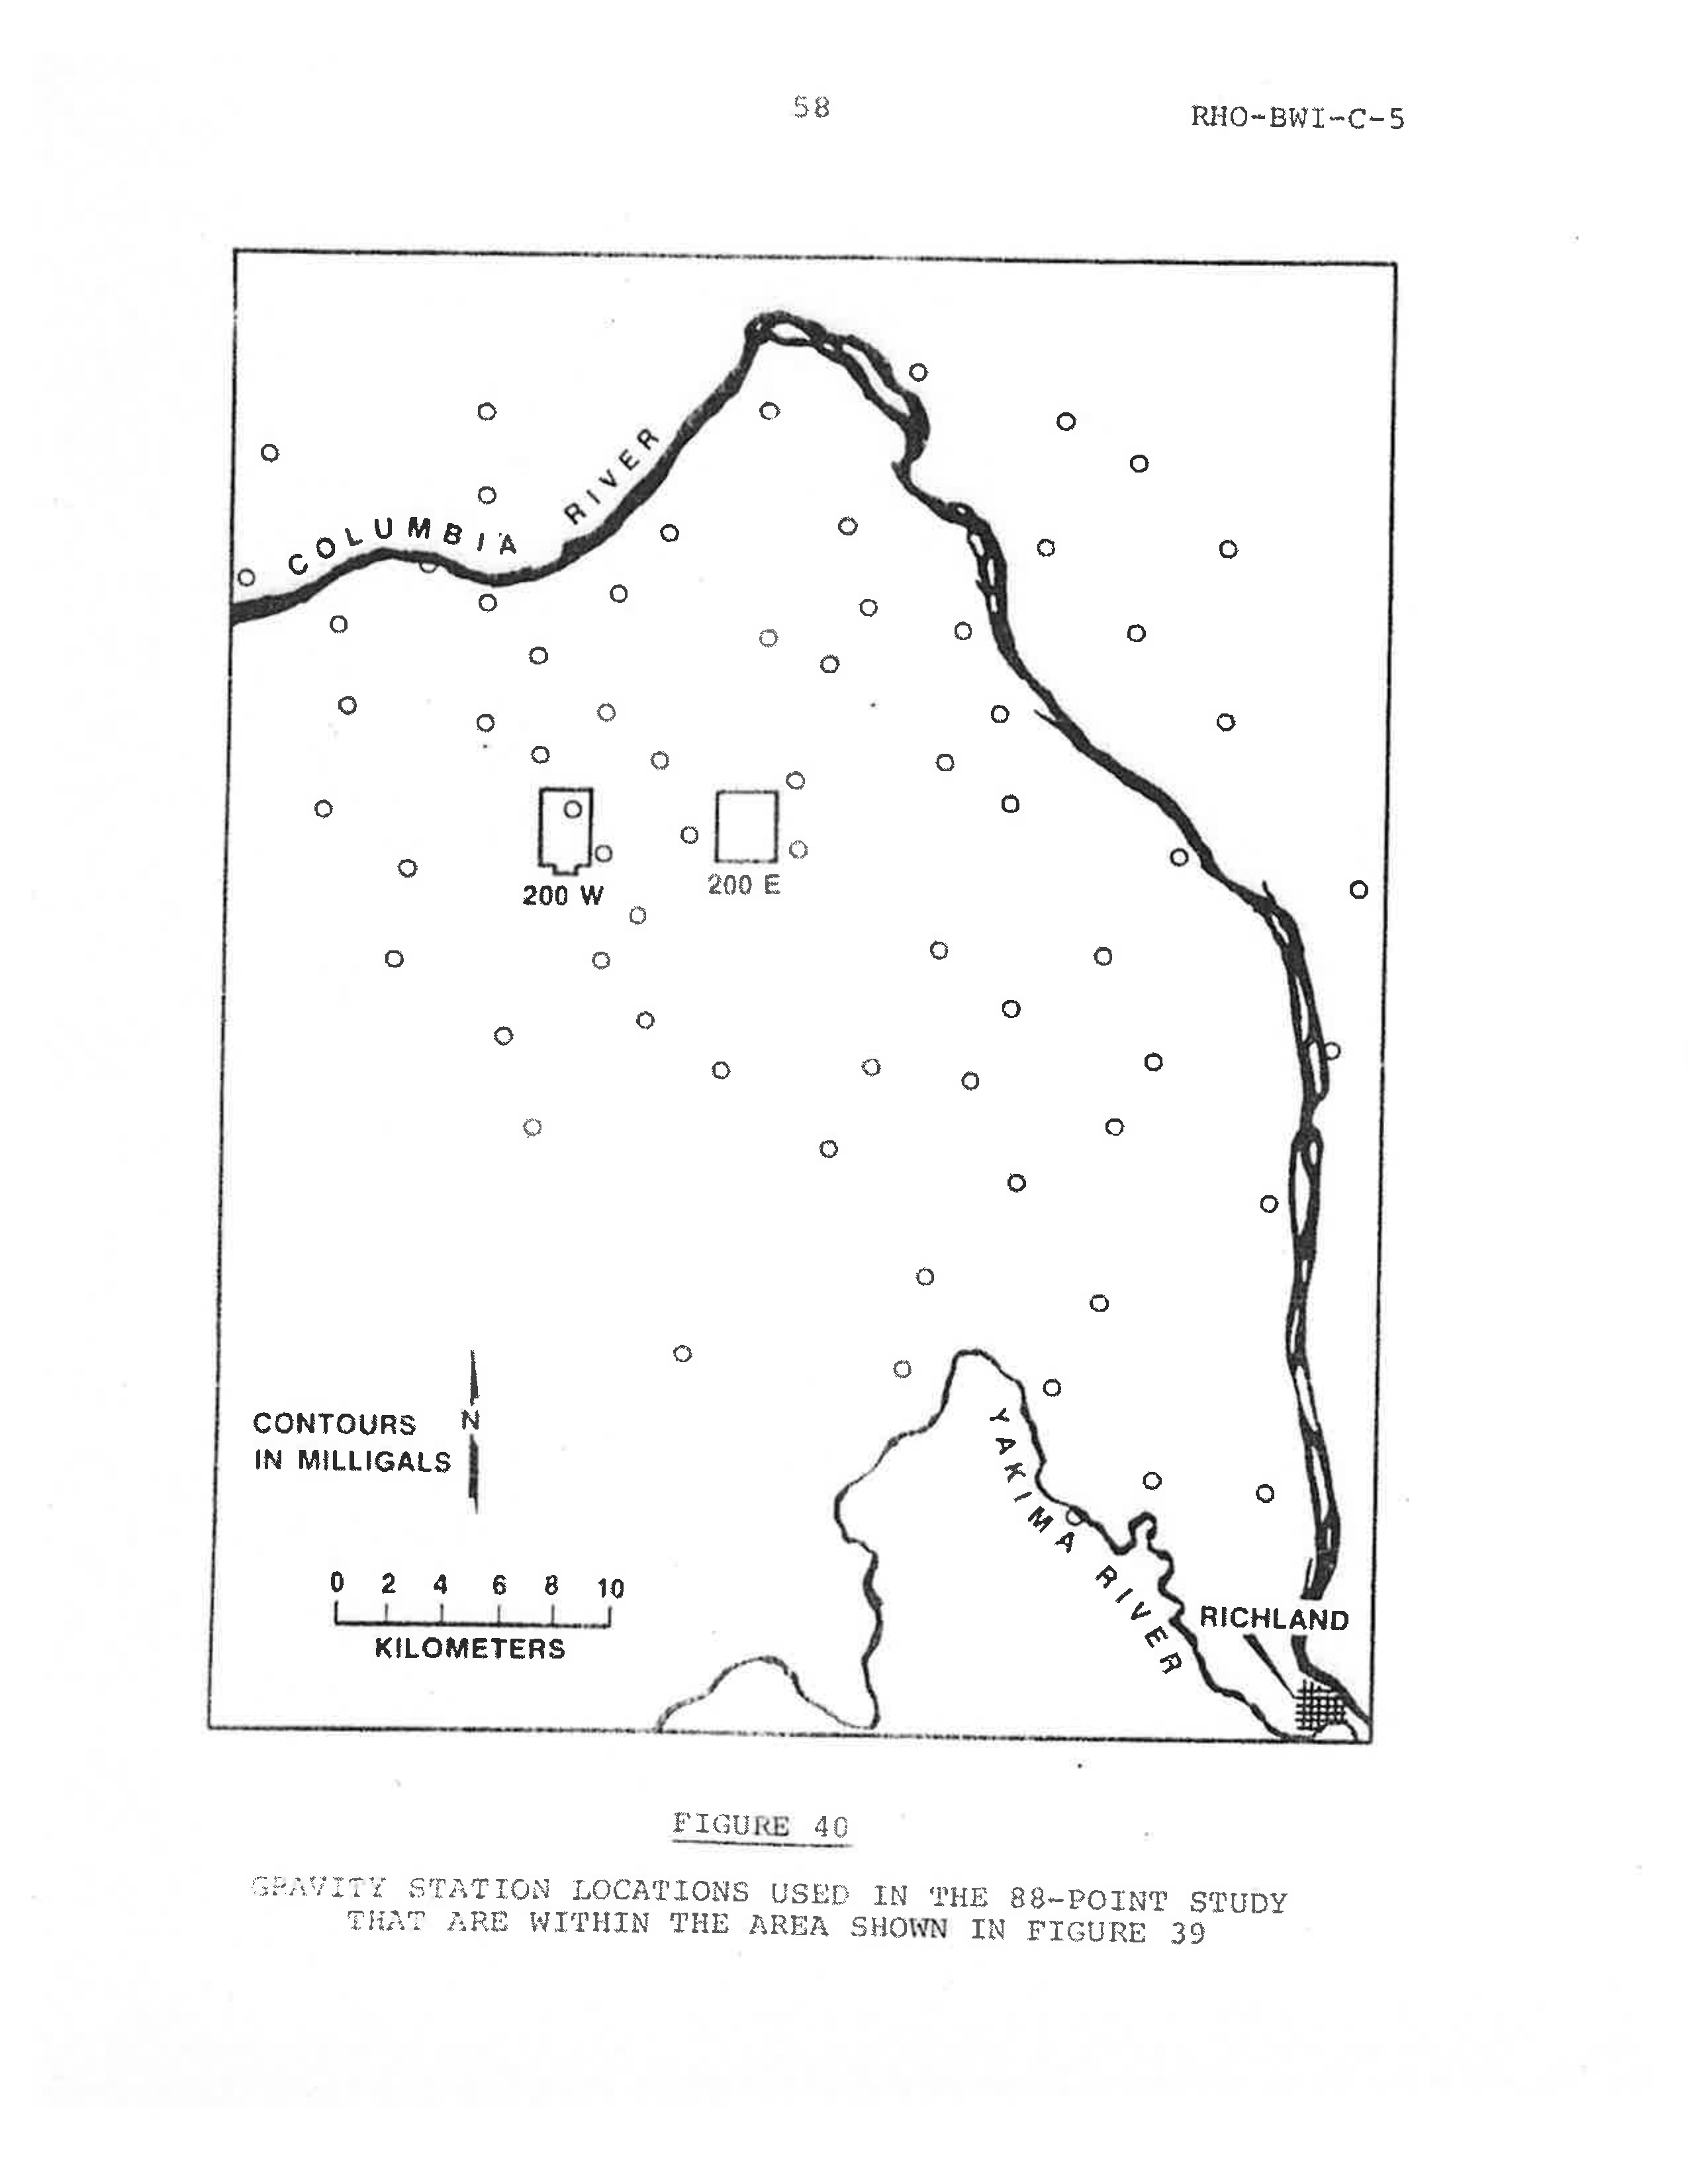 58
RHO-BWI-C-5
COLUMBIA RIVER
200 W
200 E
CONTOURS
IN MILLIGALS
N
YAKIMA RIVER
0 2 4 6 8 10
KILOMETERS
RICHLAND
FIGURE 40
GRAVITY STATION LOCATIONS USED IN THE 88-POINT STUDY
THAT ARE WITHIN THE AREA SHOWN IN FIGURE 39